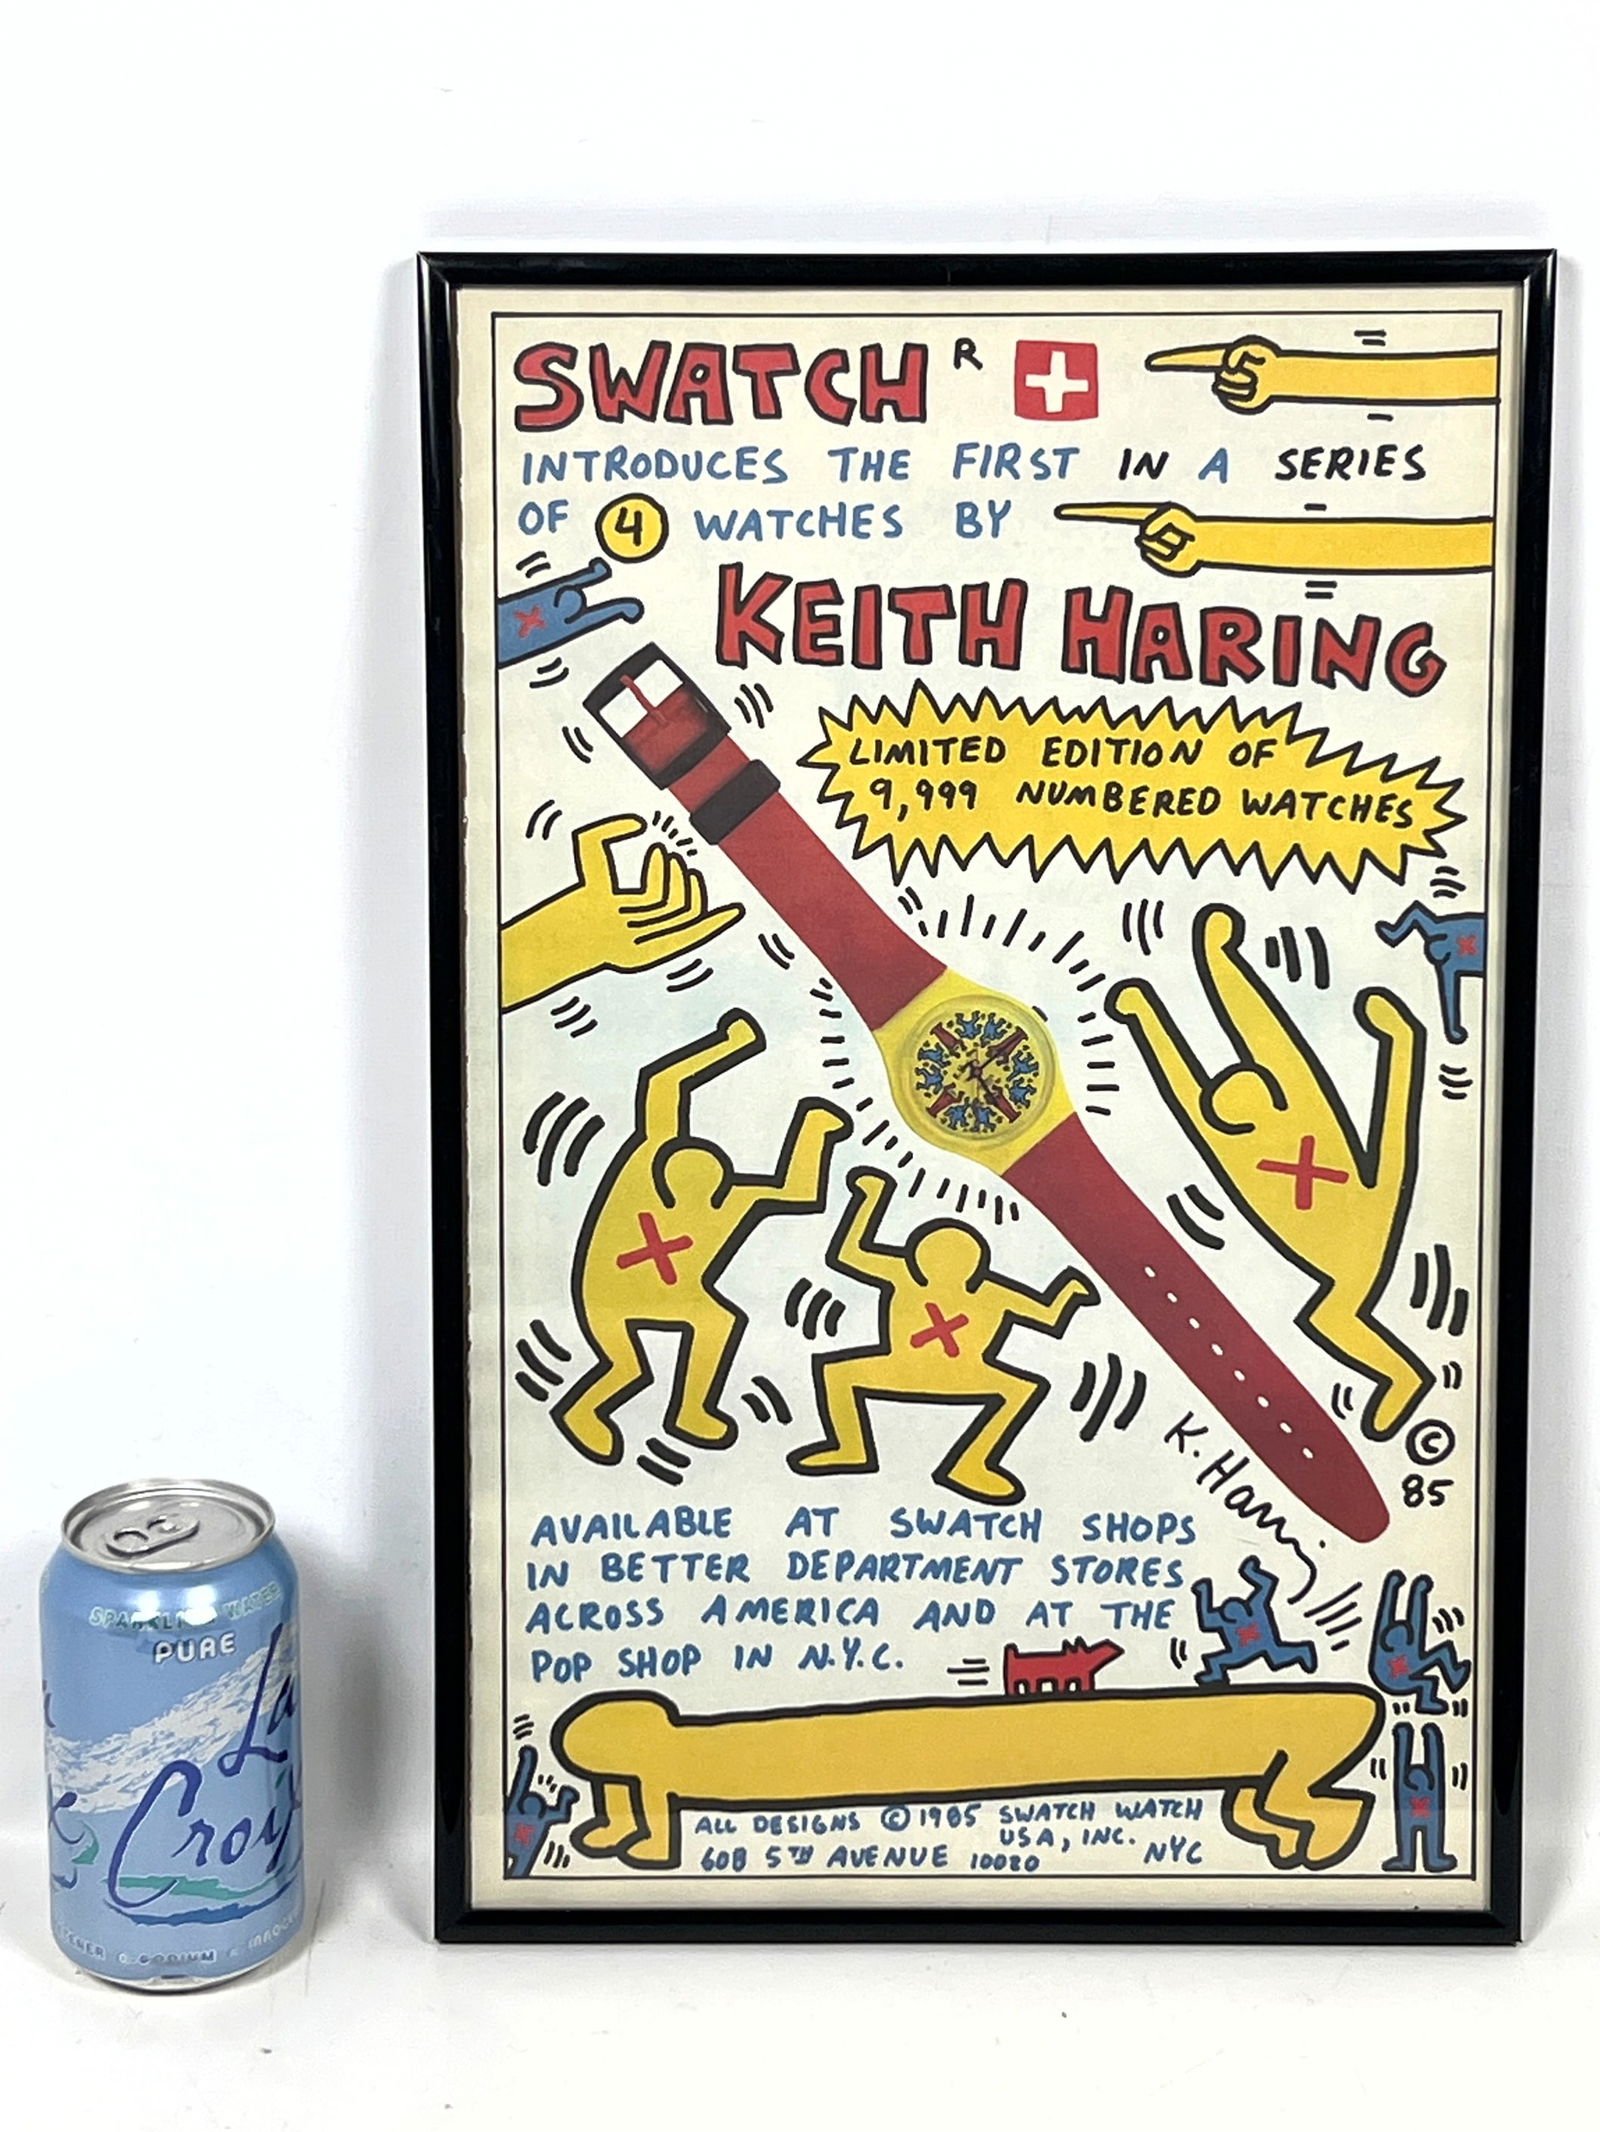 SWATCH R
INTRODUCES THE FIRST IN A SERIES
OF 4 WATCHES BY
KEITH HARING
LIMITED EDITION OF
9,999 NUMBERED WATCHES
K. Haring
© 85
AVAILABLE AT SWATCH SHOPS
IN BETTER DEPARTMENT STORES
ACROSS AMERICA AND AT THE
POP SHOP IN N.Y.C.
ALL DESIGNS © 1985 SWATCH WATCH
USA, INC.
608 5TH AVENUE 10020 NYC
SPARKLING WATER
PURE
La
Croix